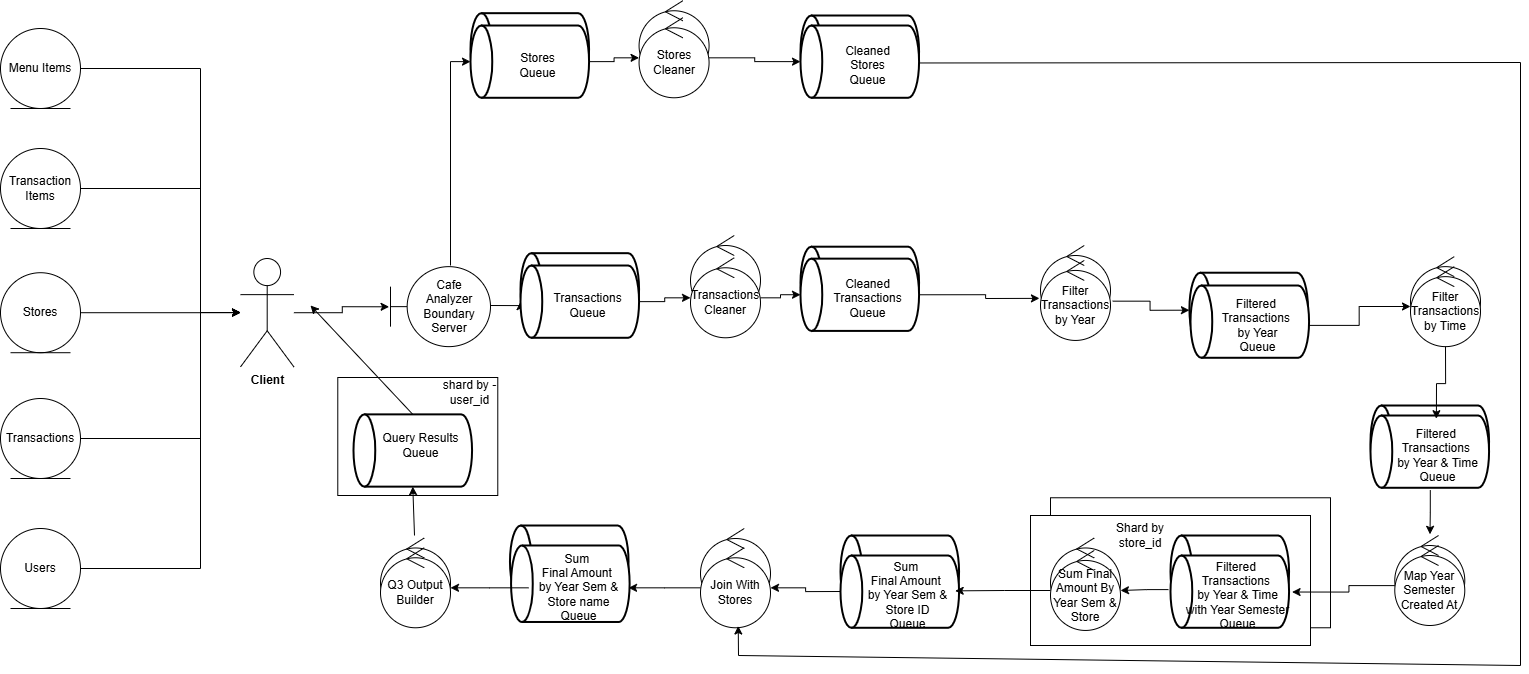 Menu Items
Transaction
Items
Stores
Transactions
Users
Client
Cafe
Analyzer
Boundary
Server
Stores
Queue
Stores
Cleaner
Cleaned
Stores
Queue
Transactions
Queue
Transactions
Cleaner
Cleaned
Transactions
Queue
Filter
Transactions
by Year
Filtered
Transactions
by Year
Queue
Filter
Transactions
by Time
Filtered
Transactions
by Year & Time
Queue
Map Year
Semester
Created At
Shard by
store_id
Filtered
Transactions
by Year & Time
with Year Semester
Queue
Sum Final
Amount By
Year Sem &
Store
Sum
Final Amount
by Year Sem &
Store ID
Queue
Join With
Stores
Sum
Final Amount
by Year Sem &
Store name
Queue
Q3 Output
Builder
shard by -
user_id
Query Results
Queue